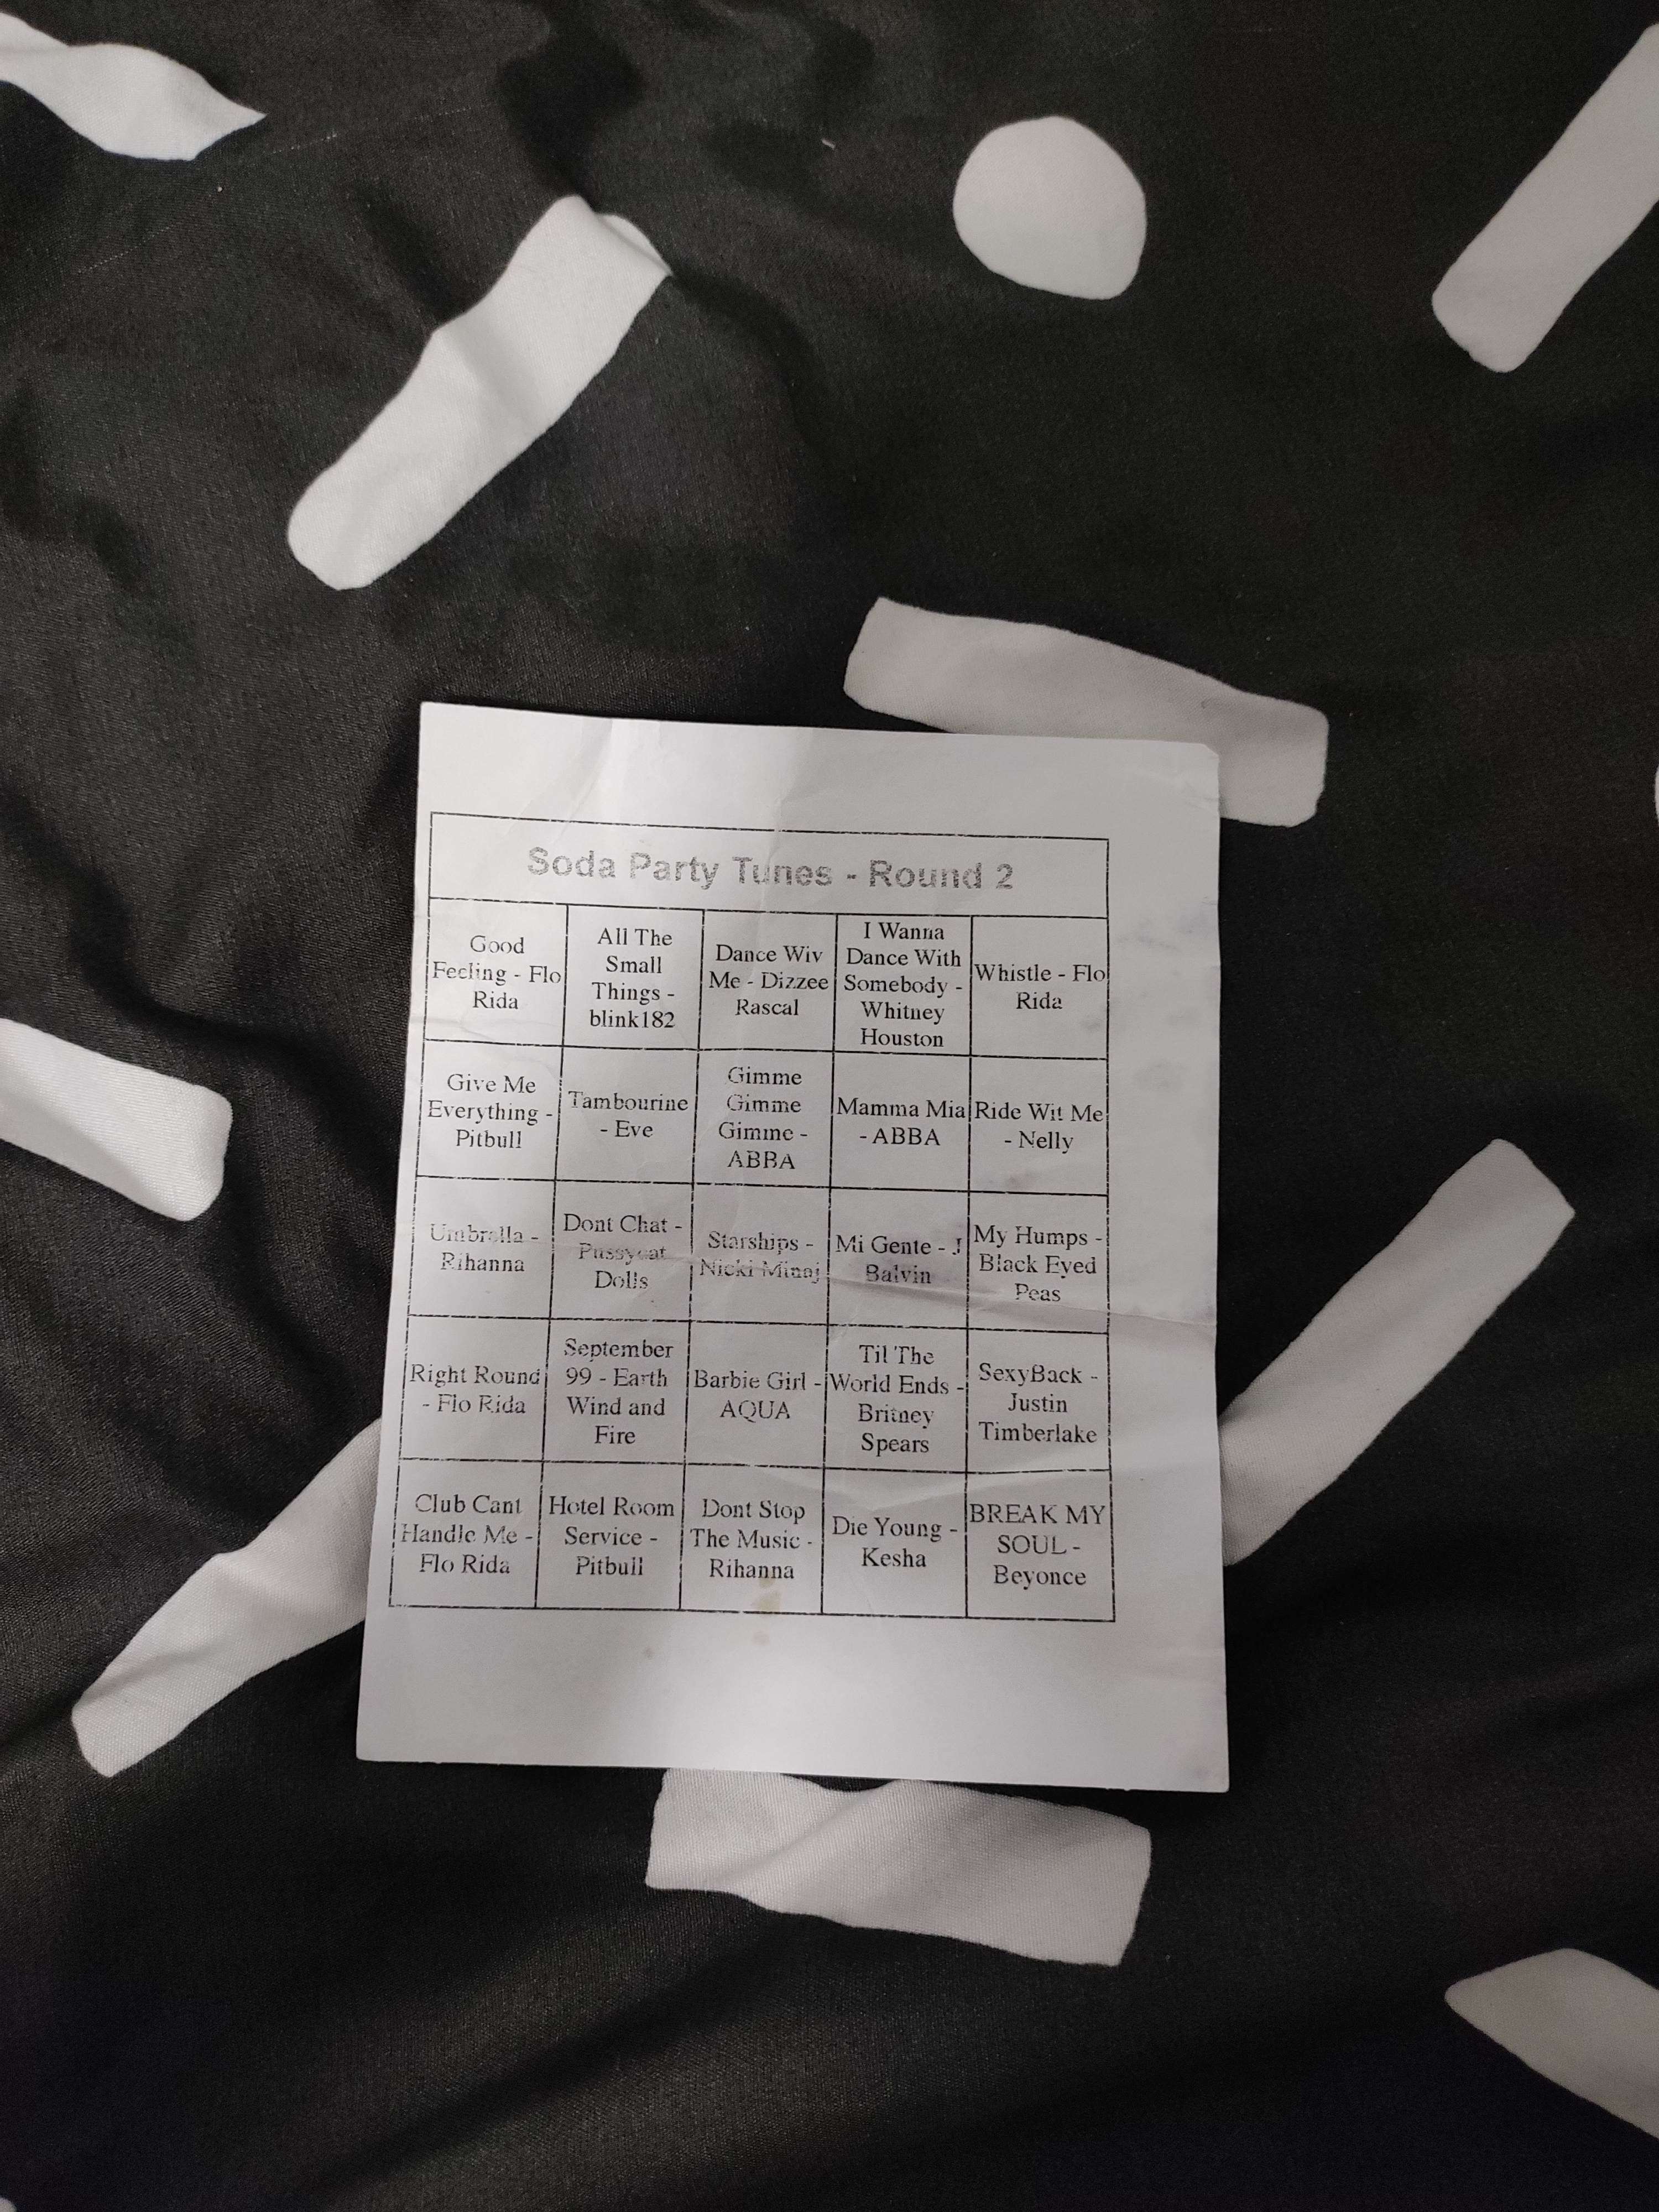 Soda Party Tunes - Round 2
Good
Feeling - Flo
Rida
All The
Small
Things -
blink182
Dance Wiv
Me - Dizzee
Rascal
I Wanna
Dance With
Somebody -
Whitney
Houston
Whistle - Flo
Rida
Give Me
Everything -
Pitbull
Tambourine
- Eve
Gimme
Gimme
Gimme -
ABBA
Mamma Mia
- ABBA
Ride Wit Me
- Nelly
Umbrella -
Rihanna
Dont Chat -
Pussycat
Dolls
Starships -
Nicki Minaj
Mi Gente - J
Balvin
My Humps -
Black Eyed
Peas
Right Round
- Flo Rida
September
99 - Earth
Wind and
Fire
Barbie Girl -
AQUA
Til The
World Ends -
Britney
Spears
SexyBack -
Justin
Timberlake
Club Cant
Handle Me -
Flo Rida
Hotel Room
Service -
Pitbull
Dont Stop
The Music -
Rihanna
Die Young -
Kesha
BREAK MY
SOUL -
Beyonce